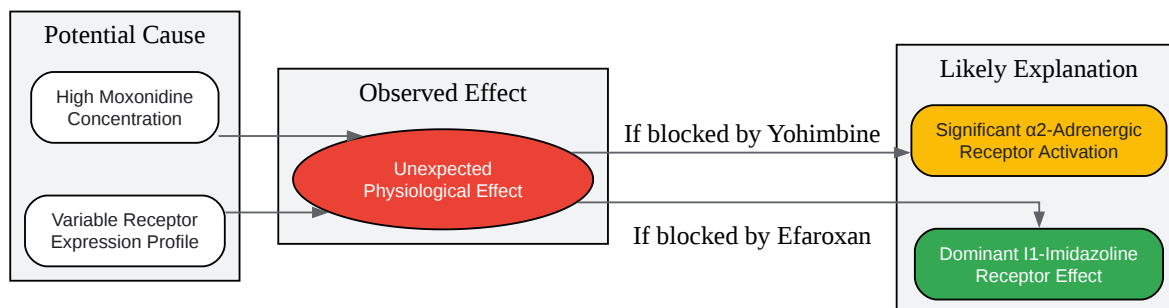 Potential Cause
High Moxonidine
Concentration
Variable Receptor
Expression Profile
Observed Effect
Unexpected
Physiological Effect
If blocked by Yohimbine
If blocked by Efaroxan
Likely Explanation
Significant α2-Adrenergic
Receptor Activation
Dominant I1-Imidazoline
Receptor Effect